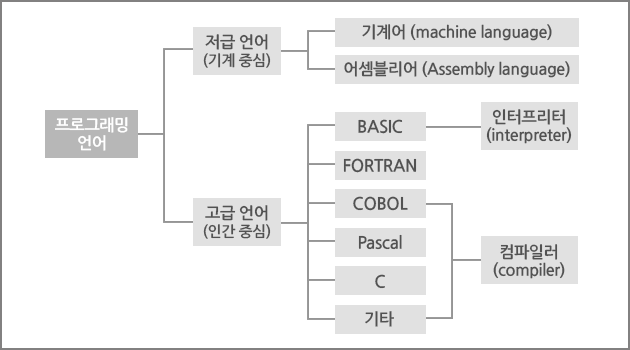 프로그래밍
언어
저급 언어
(기계 중심)
기계어 (machine language)
어셈블리어 (Assembly language)
고급 언어
(인간 중심)
BASIC
인터프리터
(interpreter)
FORTRAN
COBOL
Pascal
C
기타
컴파일러
(compiler)